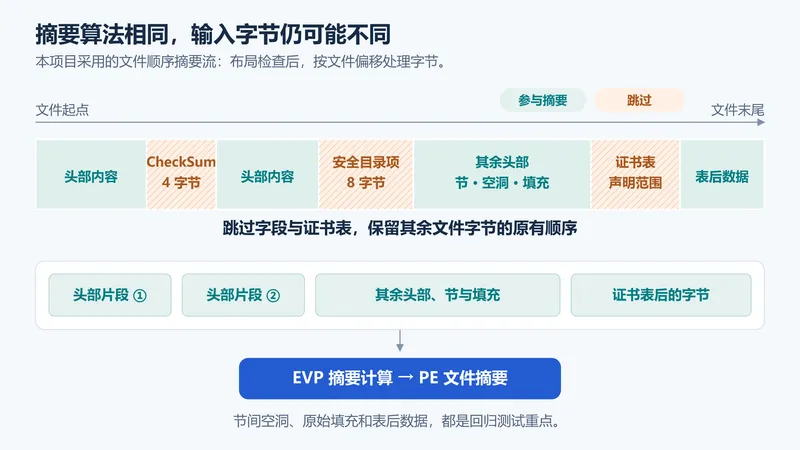 摘要算法相同，输入字节仍可能不同
本项目采用的文件顺序摘要流：布局检查后，按文件偏移处理字节。
参与摘要
跳过
文件起点
文件末尾
头部内容
CheckSum
4 字节
头部内容
安全目录项
8 字节
其余头部
节·空洞·填充
证书表
声明范围
表后数据
跳过字段与证书表，保留其余文件字节的原有顺序
头部片段 ①
头部片段 ②
其余头部、节与填充
证书表后的字节
EVP 摘要计算 → PE 文件摘要
节间空洞、原始填充和表后数据，都是回归测试重点。